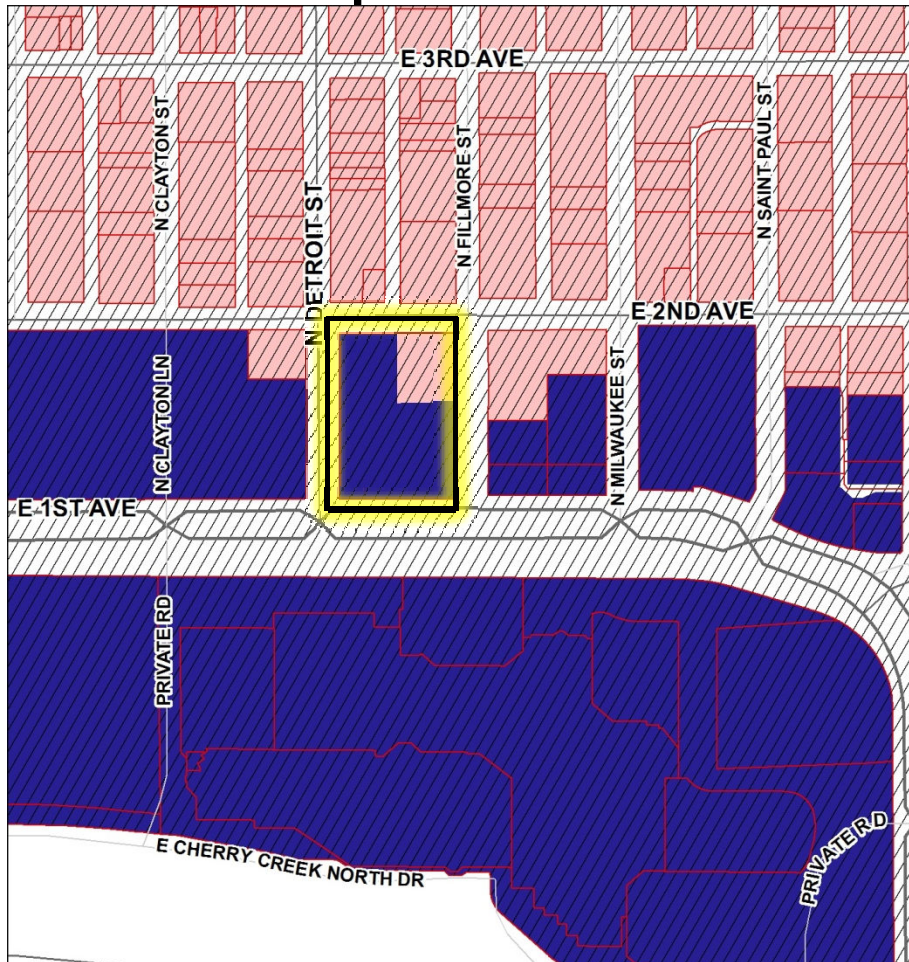 E 3RD AVE
N CLAYTON ST
N DETROIT ST
N FILLMORE ST
N SAINT PAUL ST
E 2ND AVE
N CLAYTON LN
N MILWAUKEE ST
E 1ST AVE
PRIVATE RD
E CHERRY CREEK NORTH DR
PRIVATE RD